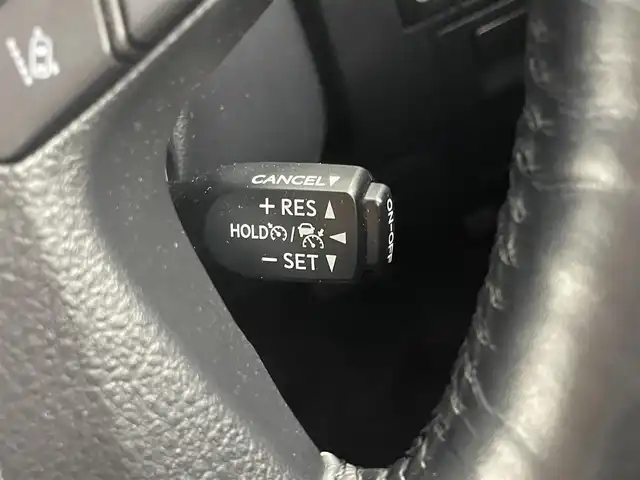 CANCEL▼
+ RES ▲
HOLD / ◄
− SET ▼
ON-OFF